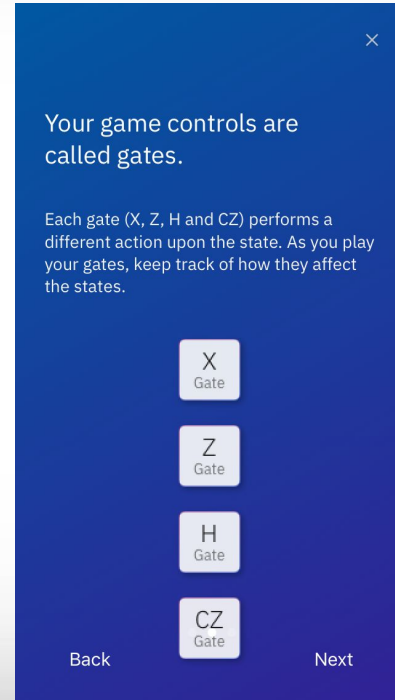 Your game controls are
called gates.
Each gate (X, Z, H and CZ) performs a
different action upon the state. As you play
your gates, keep track of how they affect
the states.
X
Gate
Z
Gate
H
Gate
CZ
Gate
Back
Next